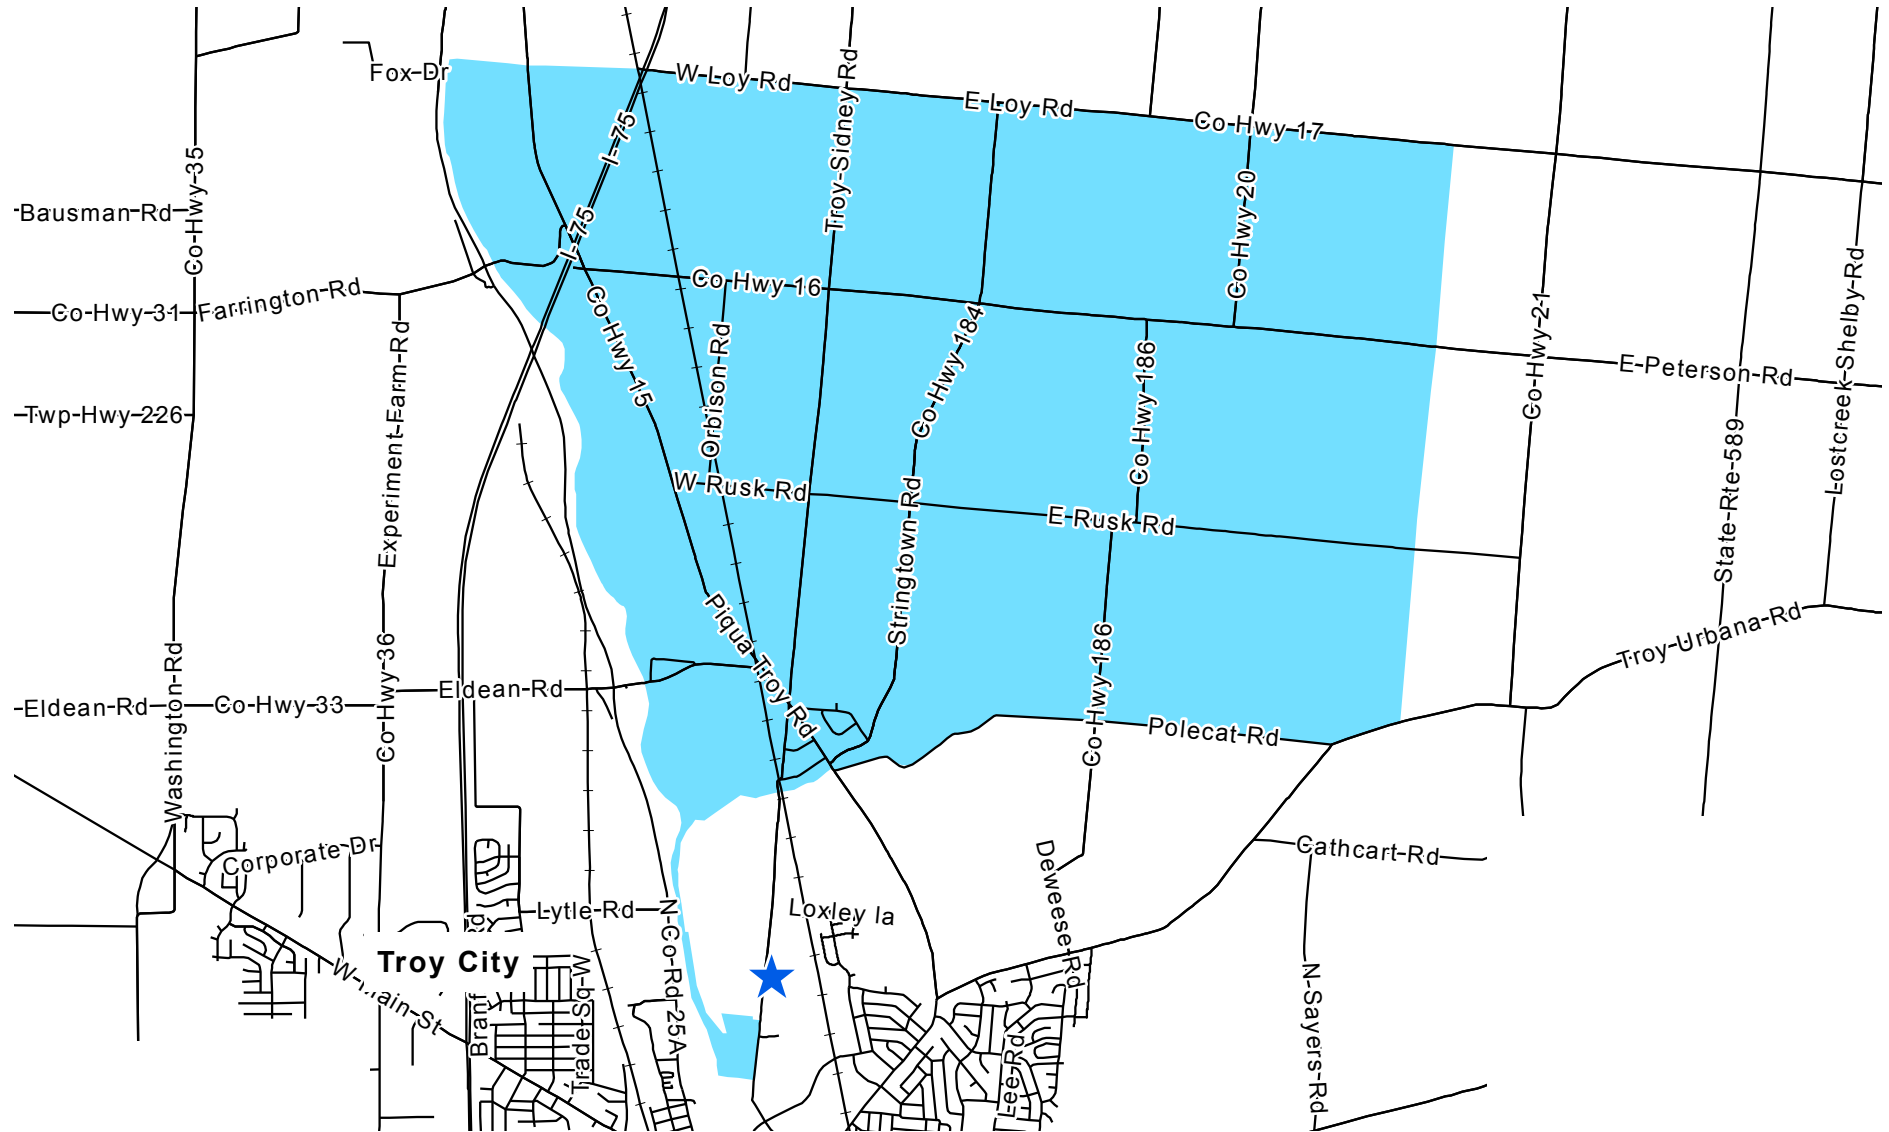 Fox Dr
W Loy Rd
E Loy Rd
Co Hwy 17
Troy-Sidney Rd
I- 75
Co Hwy 35
Co Hwy 20
Bausman Rd
I- 75
Co Hwy 31
Farrington Rd
Co Hwy 16
Co Hwy 15
Orbison Rd
Co Hwy 184
Co Hwy 186
Co Hwy 21
E Peterson Rd
Lostcreek-Shelby Rd
Twp Hwy 226
Experiment Farm Rd
W Rusk Rd
E Rusk Rd
Stringtown Rd
State Rte 589
Piqua Troy Rd
Co Hwy 186
Troy Urbana Rd
Eldean Rd
Co Hwy 33
Co Hwy 36
Eldean Rd
Washington Rd
Polecat Rd
Corporate Dr
Deweese Rd
Cathcart Rd
Lytle Rd
Loxley la
N Co Rd 25A
Troy City
W Main St
Trade Sq W
N Sayers Rd
Lee Rd